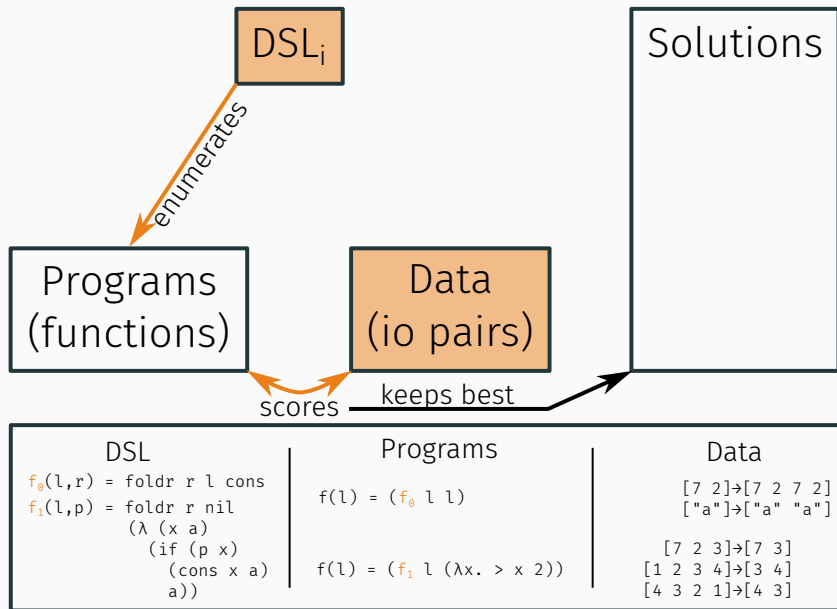 DSLᵢ
Solutions
enumerates
Programs
(functions)
Data
(io pairs)
scores
keeps best
DSL
f₀(l,r) = foldr r l cons
f₁(l,p) = foldr r nil
(λ (x a)
(if (p x)
(cons x a)
a))
Programs
f(l) = (f₀ l l)
f(l) = (f₁ l (λx. > x 2))
Data
[7 2]→[7 2 7 2]
["a"]→["a" "a"]
[7 2 3]→[7 3]
[1 2 3 4]→[3 4]
[4 3 2 1]→[4 3]